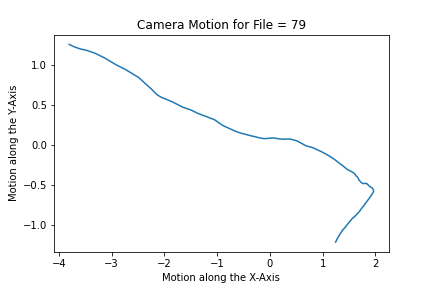 Camera Motion for File = 79
Motion along the Y-Axis
1.0
0.5
0.0
−0.5
−1.0
−4 −3 −2 −1 0 1 2
Motion along the X-Axis